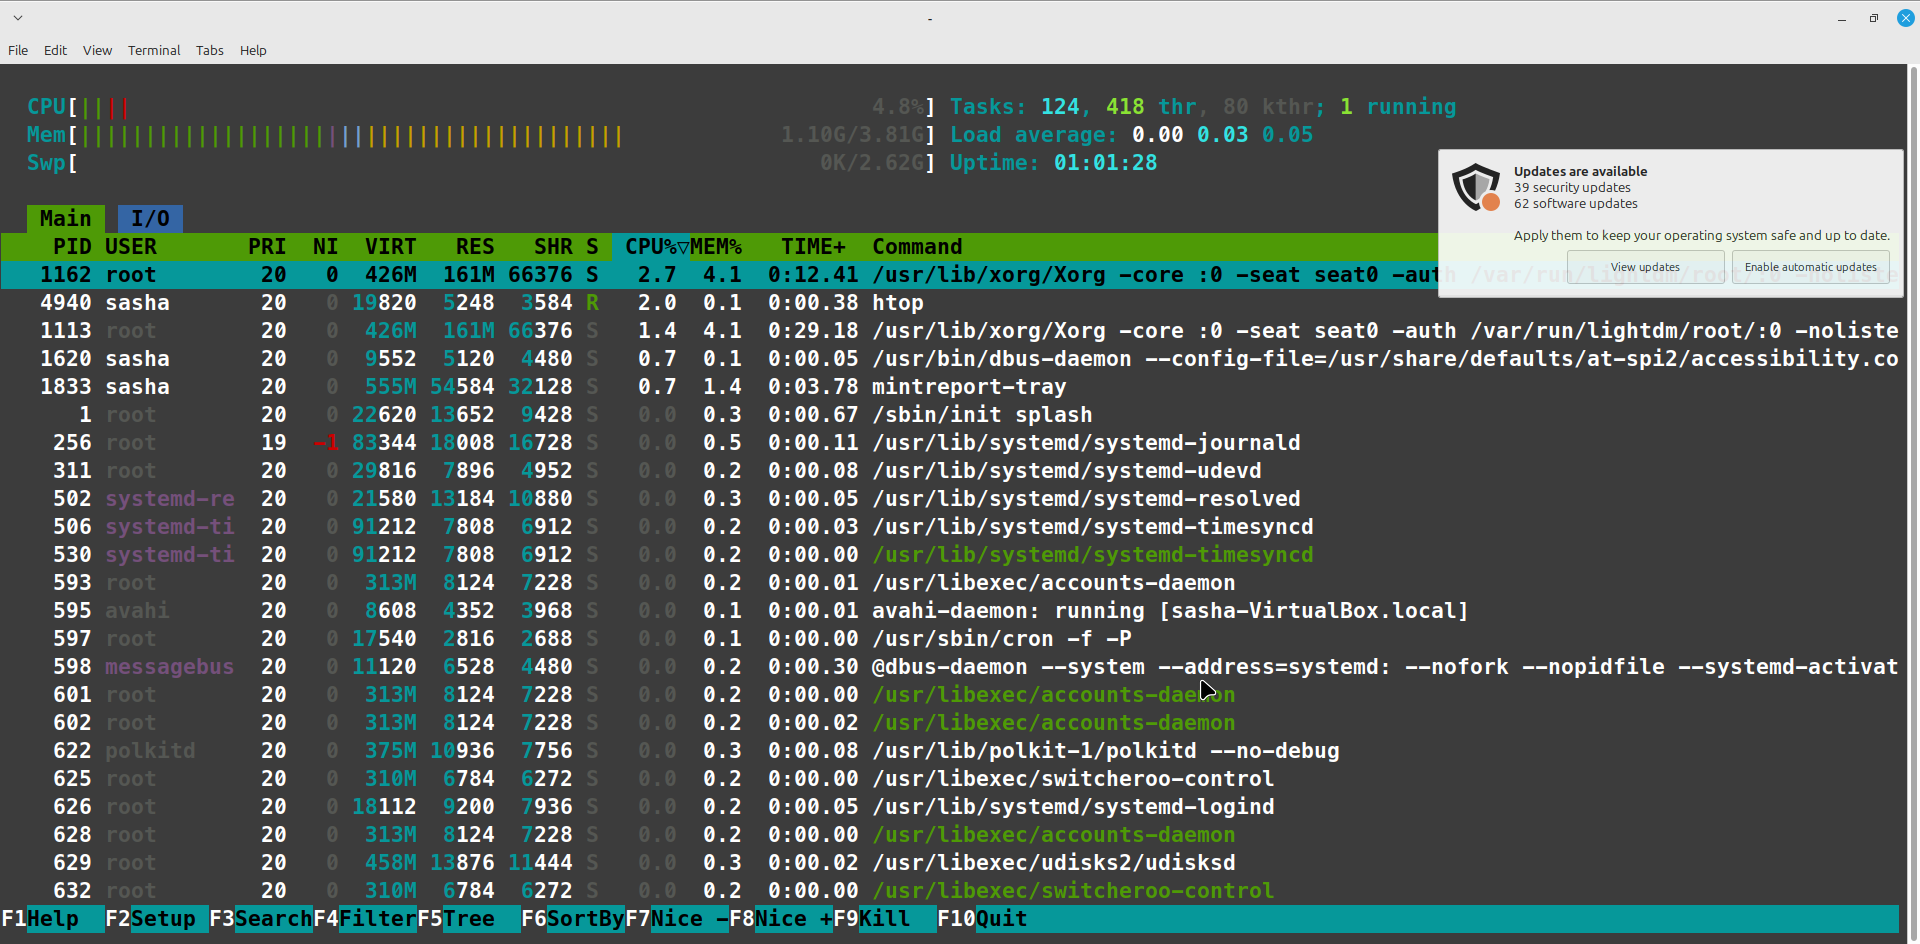 -
File Edit View Terminal Tabs Help
CPU[|||| 4.8%] Tasks: 124, 418 thr, 80 kthr; 1 running
Mem[|||||||||||||||||||||||||||||||||||||||||| 1.10G/3.81G] Load average: 0.00 0.03 0.05
Swp[ 0K/2.62G] Uptime: 01:01:28
Updates are available
39 security updates
62 software updates
Apply them to keep your operating system safe and up to date.
View updates Enable automatic updates
Main I/O
PID USER PRI NI VIRT RES SHR S CPU%▽MEM% TIME+ Command
1162 root 20 0 426M 161M 66376 S 2.7 4.1 0:12.41 /usr/lib/xorg/Xorg -core :0 -seat seat0 -auth /var/run/lightdm/root/:0 -noliste
4940 sasha 20 0 19820 5248 3584 R 2.0 0.1 0:00.38 htop
1113 root 20 0 426M 161M 66376 S 1.4 4.1 0:29.18 /usr/lib/xorg/Xorg -core :0 -seat seat0 -auth /var/run/lightdm/root/:0 -noliste
1620 sasha 20 0 9552 5120 4480 S 0.7 0.1 0:00.05 /usr/bin/dbus-daemon --config-file=/usr/share/defaults/at-spi2/accessibility.co
1833 sasha 20 0 555M 54584 32128 S 0.7 1.4 0:03.78 mintreport-tray
1 root 20 0 22620 13652 9428 S 0.0 0.3 0:00.67 /sbin/init splash
256 root 19 -1 83344 18008 16728 S 0.0 0.5 0:00.11 /usr/lib/systemd/systemd-journald
311 root 20 0 29816 7896 4952 S 0.0 0.2 0:00.08 /usr/lib/systemd/systemd-udevd
502 systemd-re 20 0 21580 13184 10880 S 0.0 0.3 0:00.05 /usr/lib/systemd/systemd-resolved
506 systemd-ti 20 0 91212 7808 6912 S 0.0 0.2 0:00.03 /usr/lib/systemd/systemd-timesyncd
530 systemd-ti 20 0 91212 7808 6912 S 0.0 0.2 0:00.00 /usr/lib/systemd/systemd-timesyncd
593 root 20 0 313M 8124 7228 S 0.0 0.2 0:00.01 /usr/libexec/accounts-daemon
595 avahi 20 0 8608 4352 3968 S 0.0 0.1 0:00.01 avahi-daemon: running [sasha-VirtualBox.local]
597 root 20 0 17540 2816 2688 S 0.0 0.1 0:00.00 /usr/sbin/cron -f -P
598 messagebus 20 0 11120 6528 4480 S 0.0 0.2 0:00.30 @dbus-daemon --system --address=systemd: --nofork --nopidfile --systemd-activat
601 root 20 0 313M 8124 7228 S 0.0 0.2 0:00.00 /usr/libexec/accounts-daemon
602 root 20 0 313M 8124 7228 S 0.0 0.2 0:00.02 /usr/libexec/accounts-daemon
622 polkitd 20 0 375M 10936 7756 S 0.0 0.3 0:00.08 /usr/lib/polkit-1/polkitd --no-debug
625 root 20 0 310M 6784 6272 S 0.0 0.2 0:00.00 /usr/libexec/switcheroo-control
626 root 20 0 18112 9200 7936 S 0.0 0.2 0:00.05 /usr/lib/systemd/systemd-logind
628 root 20 0 313M 8124 7228 S 0.0 0.2 0:00.00 /usr/libexec/accounts-daemon
629 root 20 0 458M 13876 11444 S 0.0 0.3 0:00.02 /usr/libexec/udisks2/udisksd
632 root 20 0 310M 6784 6272 S 0.0 0.2 0:00.00 /usr/libexec/switcheroo-control
F1Help F2Setup F3SearchF4FilterF5Tree F6SortByF7Nice -F8Nice +F9Kill F10Quit